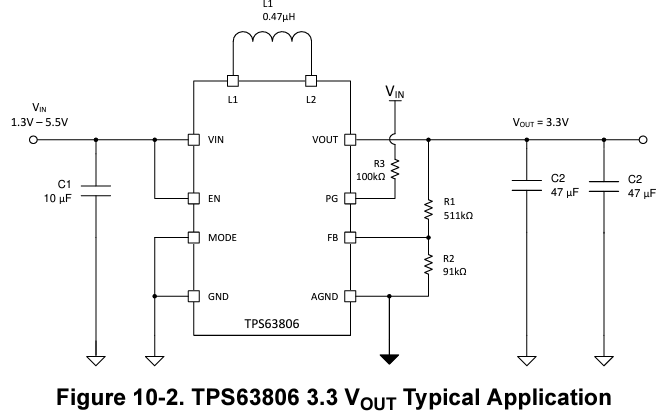 L1
0.47µH
L1
L2
V_IN
1.3V – 5.5V
V_IN
V_OUT = 3.3V
VIN
VOUT
R3
100kΩ
C1
10 µF
C2
47 µF
C2
47 µF
EN
PG
R1
511kΩ
MODE
FB
R2
91kΩ
GND
AGND
TPS63806
Figure 10-2. TPS63806 3.3 V_OUT Typical Application